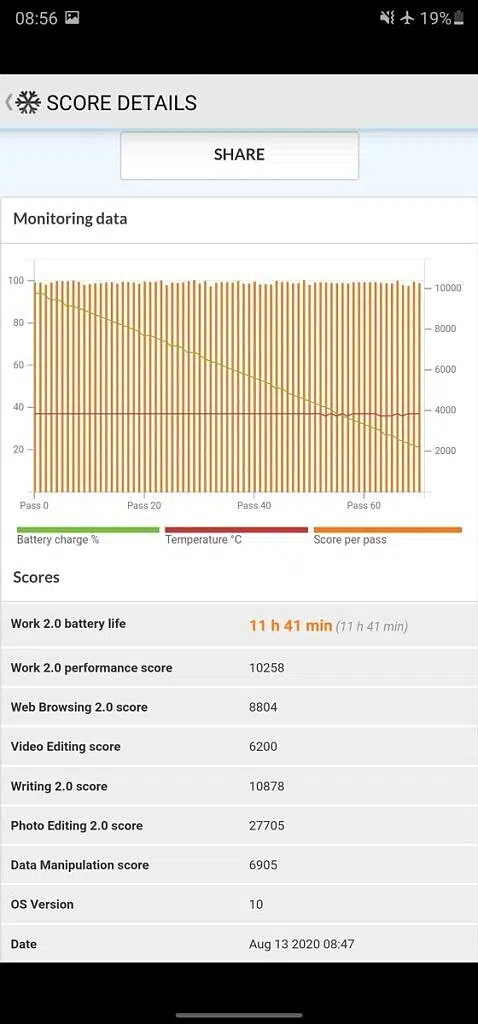 08:56 19%
SCORE DETAILS
SHARE
Monitoring data
100
80
60
40
20
10000
8000
6000
4000
2000
Pass 0 Pass 20 Pass 40 Pass 60
Battery charge % Temperature °C Score per pass
Scores
Work 2.0 battery life 11 h 41 min (11 h 41 min)
Work 2.0 performance score 10258
Web Browsing 2.0 score 8804
Video Editing score 6200
Writing 2.0 score 10878
Photo Editing 2.0 score 27705
Data Manipulation score 6905
OS Version 10
Date Aug 13 2020 08:47